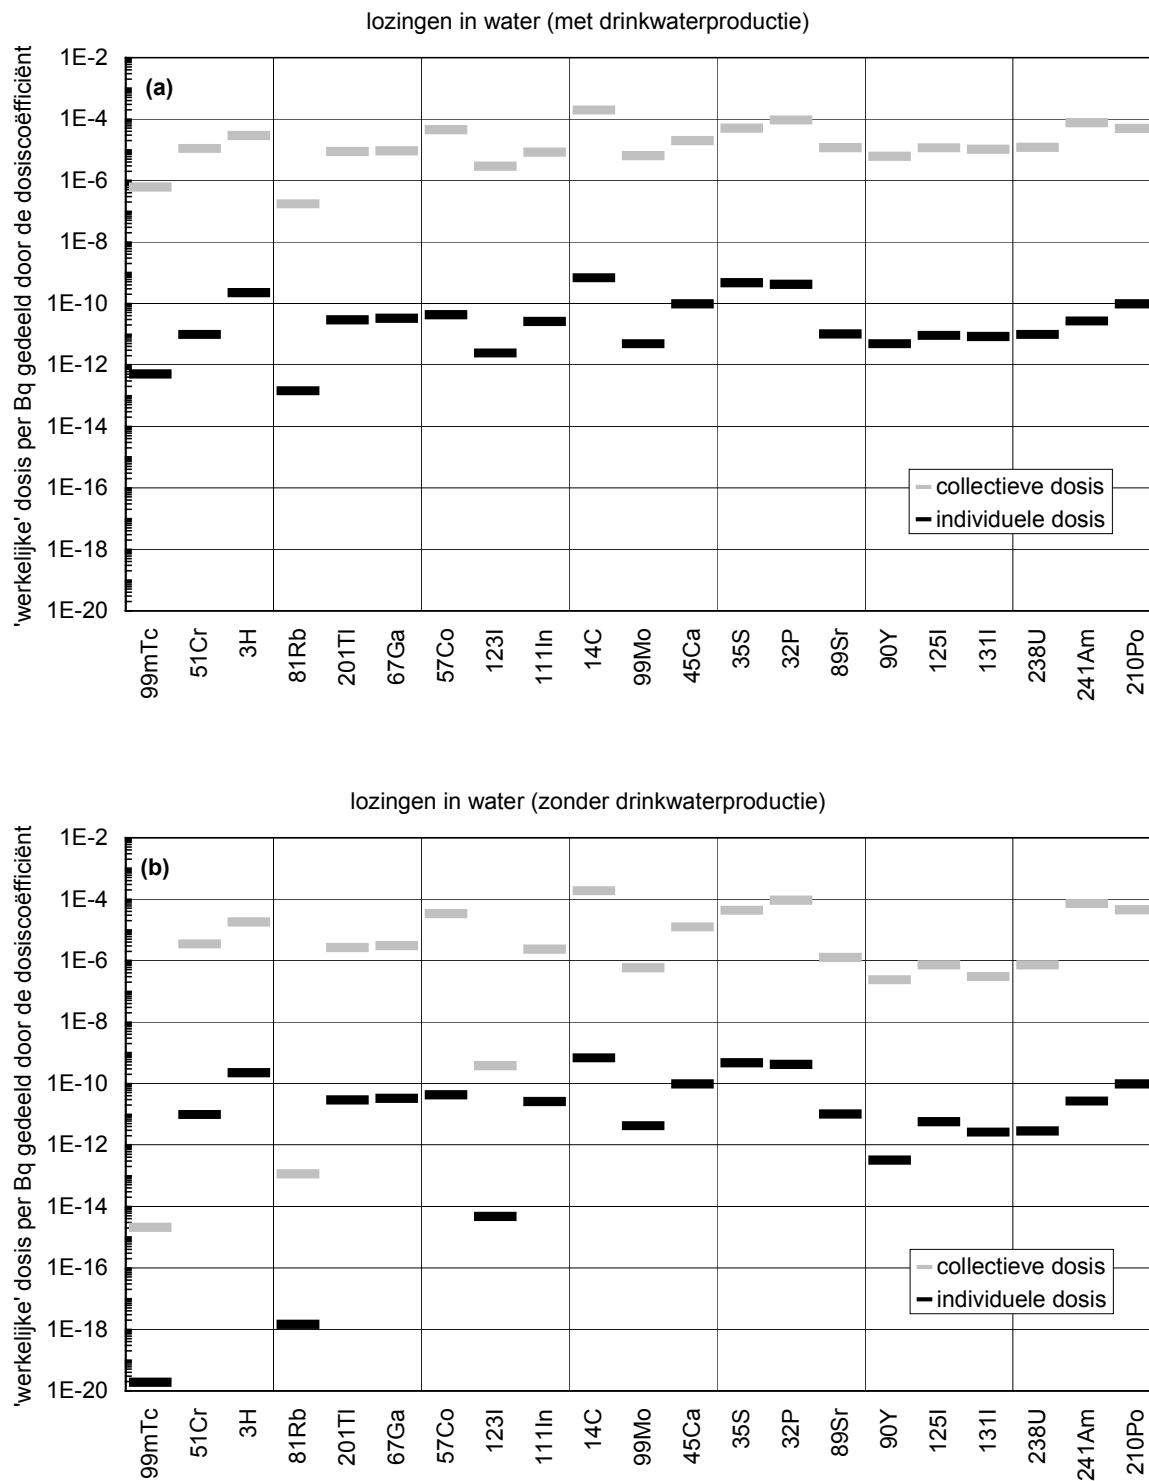 lozingen in water (met drinkwaterproductie)
'werkelijke' dosis per Bq gedeeld door de dosiscoëfficiënt
1E-2
1E-4
1E-6
1E-8
1E-10
1E-12
1E-14
1E-16
1E-18
1E-20
(a)
collectieve dosis
individuele dosis
99mTc
51Cr
3H
81Rb
201Tl
67Ga
57Co
123I
111In
14C
99Mo
45Ca
35S
32P
89Sr
90Y
125I
131I
238U
241Am
210Po
lozingen in water (zonder drinkwaterproductie)
'werkelijke' dosis per Bq gedeeld door de dosiscoëfficiënt
1E-2
1E-4
1E-6
1E-8
1E-10
1E-12
1E-14
1E-16
1E-18
1E-20
(b)
collectieve dosis
individuele dosis
99mTc
51Cr
3H
81Rb
201Tl
67Ga
57Co
123I
111In
14C
99Mo
45Ca
35S
32P
89Sr
90Y
125I
131I
238U
241Am
210Po